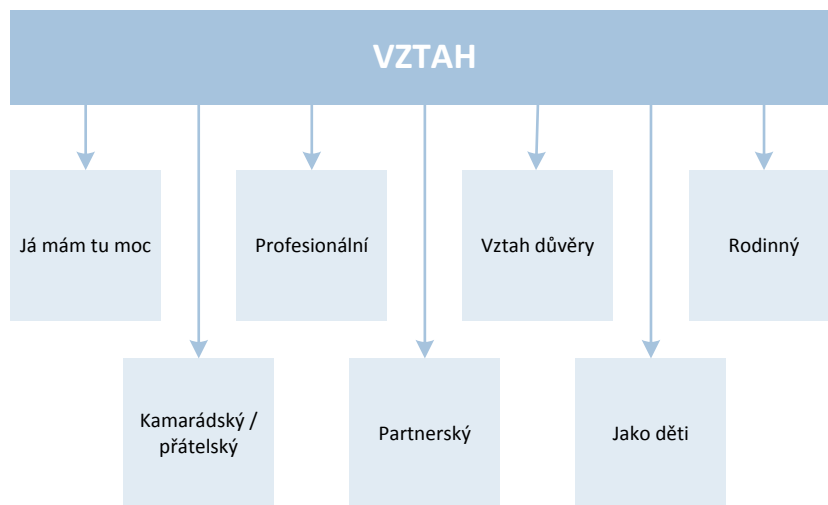 VZTAH
Já mám tu moc
Profesionální
Vztah důvěry
Rodinný
Kamarádský /
přátelský
Partnerský
Jako děti